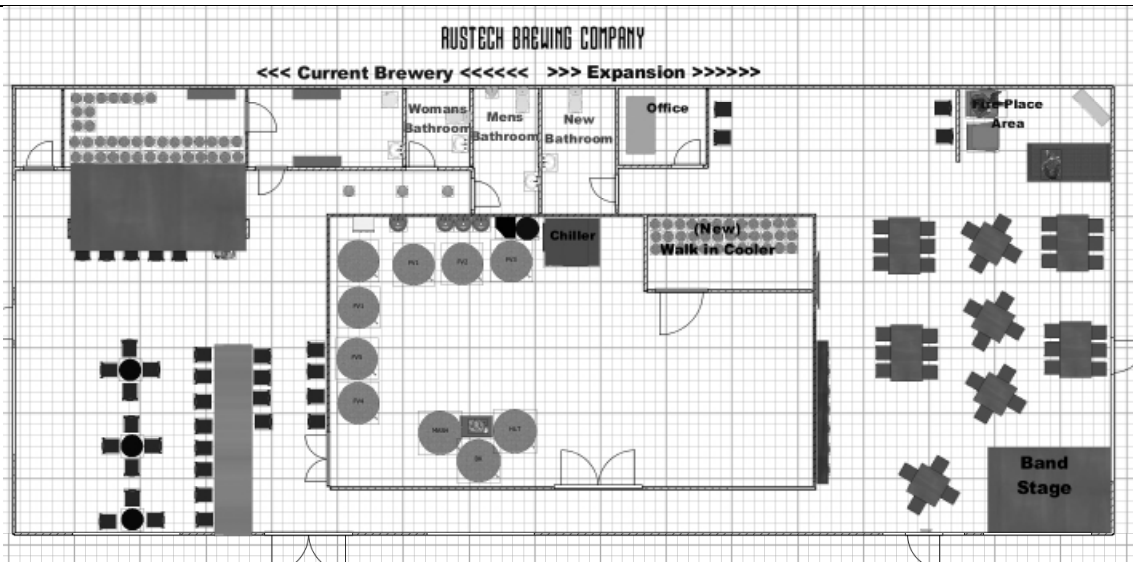 RUSTECH BREWING COMPANY
<<< Current Brewery <<<<<< >>> Expansion >>>>>>
Womans
Bathroom
Mens
Bathroom
New
Bathroom
Office
Fire Place
Area
Chiller
(New)
Walk in Cooler
FV1
FV2
FV3
FV5
FV4
MASH
HLT
BK
Band
Stage